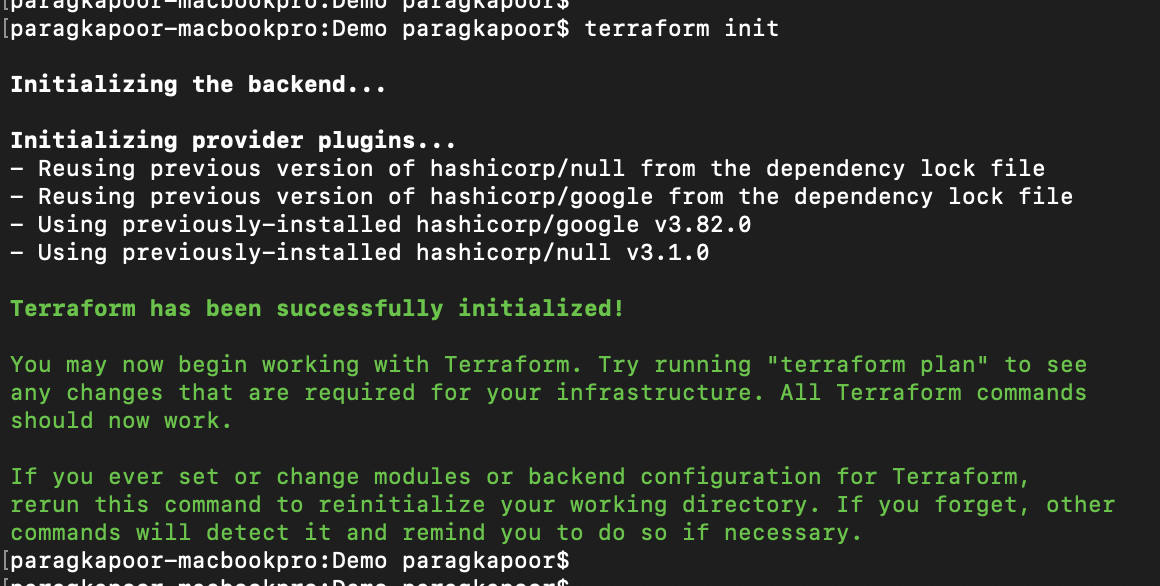 [paragkapoor-macbookpro:Demo paragkapoor$
[paragkapoor-macbookpro:Demo paragkapoor$ terraform init
Initializing the backend...
Initializing provider plugins...
- Reusing previous version of hashicorp/null from the dependency lock file
- Reusing previous version of hashicorp/google from the dependency lock file
- Using previously-installed hashicorp/google v3.82.0
- Using previously-installed hashicorp/null v3.1.0
Terraform has been successfully initialized!
You may now begin working with Terraform. Try running "terraform plan" to see
any changes that are required for your infrastructure. All Terraform commands
should now work.
If you ever set or change modules or backend configuration for Terraform,
rerun this command to reinitialize your working directory. If you forget, other
commands will detect it and remind you to do so if necessary.
[paragkapoor-macbookpro:Demo paragkapoor$
[paragkapoor-macbookpro:Demo paragkapoor$